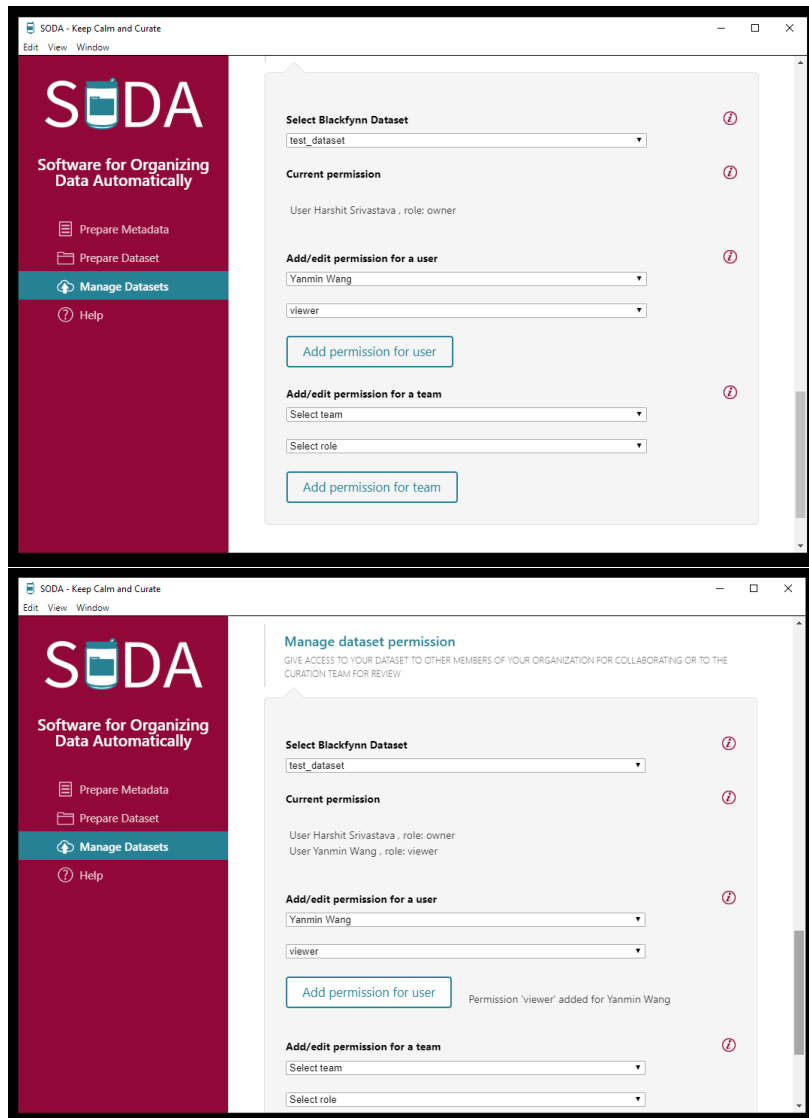 SODA - Keep Calm and Curate
Edit View Window
SODA
Software for Organizing
Data Automatically
Prepare Metadata
Prepare Dataset
Manage Datasets
Help
Select Blackfynn Dataset
test_dataset
Current permission
User Harshit Srivastava , role: owner
Add/edit permission for a user
Yanmin Wang
viewer
Add permission for user
Add/edit permission for a team
Select team
Select role
Add permission for team
SODA - Keep Calm and Curate
Edit View Window
SODA
Software for Organizing
Data Automatically
Prepare Metadata
Prepare Dataset
Manage Datasets
Help
Manage dataset permission
GIVE ACCESS TO YOUR DATASET TO OTHER MEMBERS OF YOUR ORGANIZATION FOR COLLABORATING OR TO THE
CURATION TEAM FOR REVIEW
Select Blackfynn Dataset
test_dataset
Current permission
User Harshit Srivastava , role: owner
User Yanmin Wang , role: viewer
Add/edit permission for a user
Yanmin Wang
viewer
Add permission for user
Permission 'viewer' added for Yanmin Wang
Add/edit permission for a team
Select team
Select role